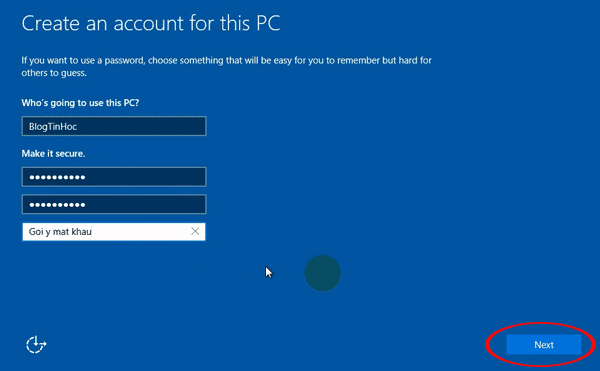 Create an account for this PC
If you want to use a password, choose something that will be easy for you to remember but hard for
others to guess.
Who's going to use this PC?
BlogTinHoc
Make it secure.
●●●●●●●●●●
●●●●●●●●●●
Goi y mat khau
Next